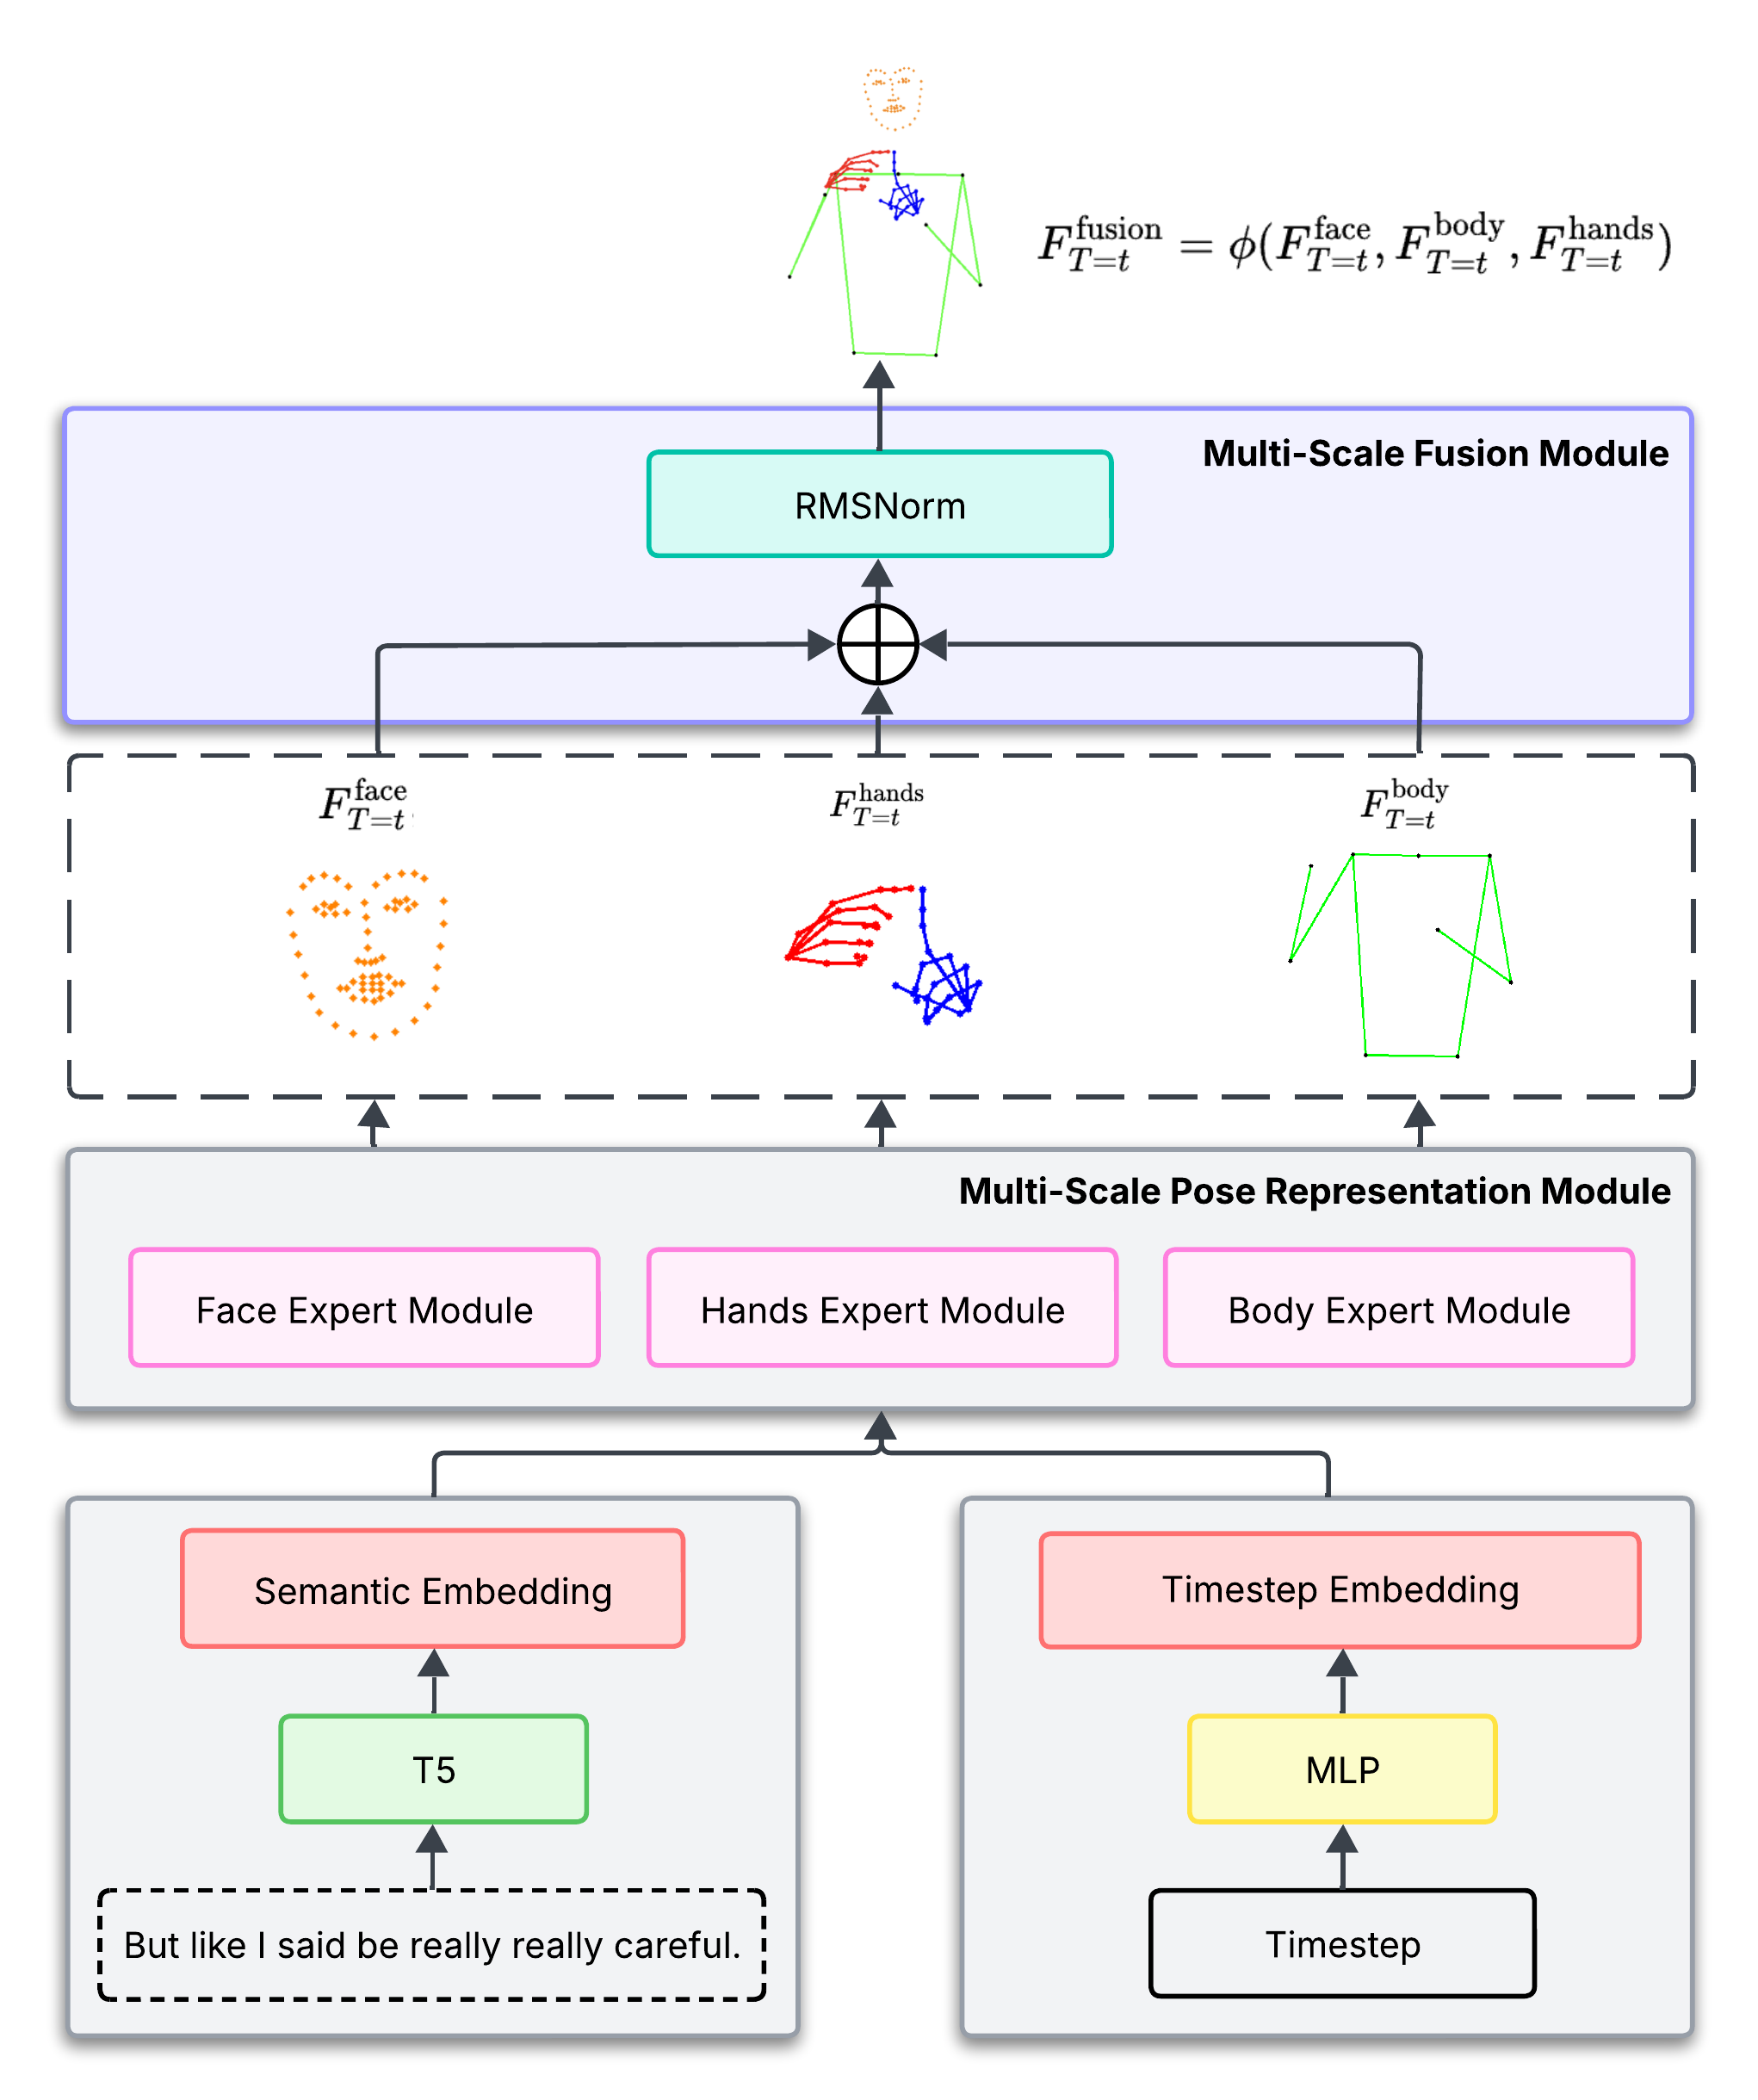 $F_{T=t}^{\text{fusion}} = \phi(F_{T=t}^{\text{face}}, F_{T=t}^{\text{body}}, F_{T=t}^{\text{hands}})$
Multi-Scale Fusion Module
RMSNorm
$F_{T=t}^{\text{face}}$
$F_{T=t}^{\text{hands}}$
$F_{T=t}^{\text{body}}$
Multi-Scale Pose Representation Module
Face Expert Module
Hands Expert Module
Body Expert Module
Semantic Embedding
T5
But like I said be really really careful.
Timestep Embedding
MLP
Timestep